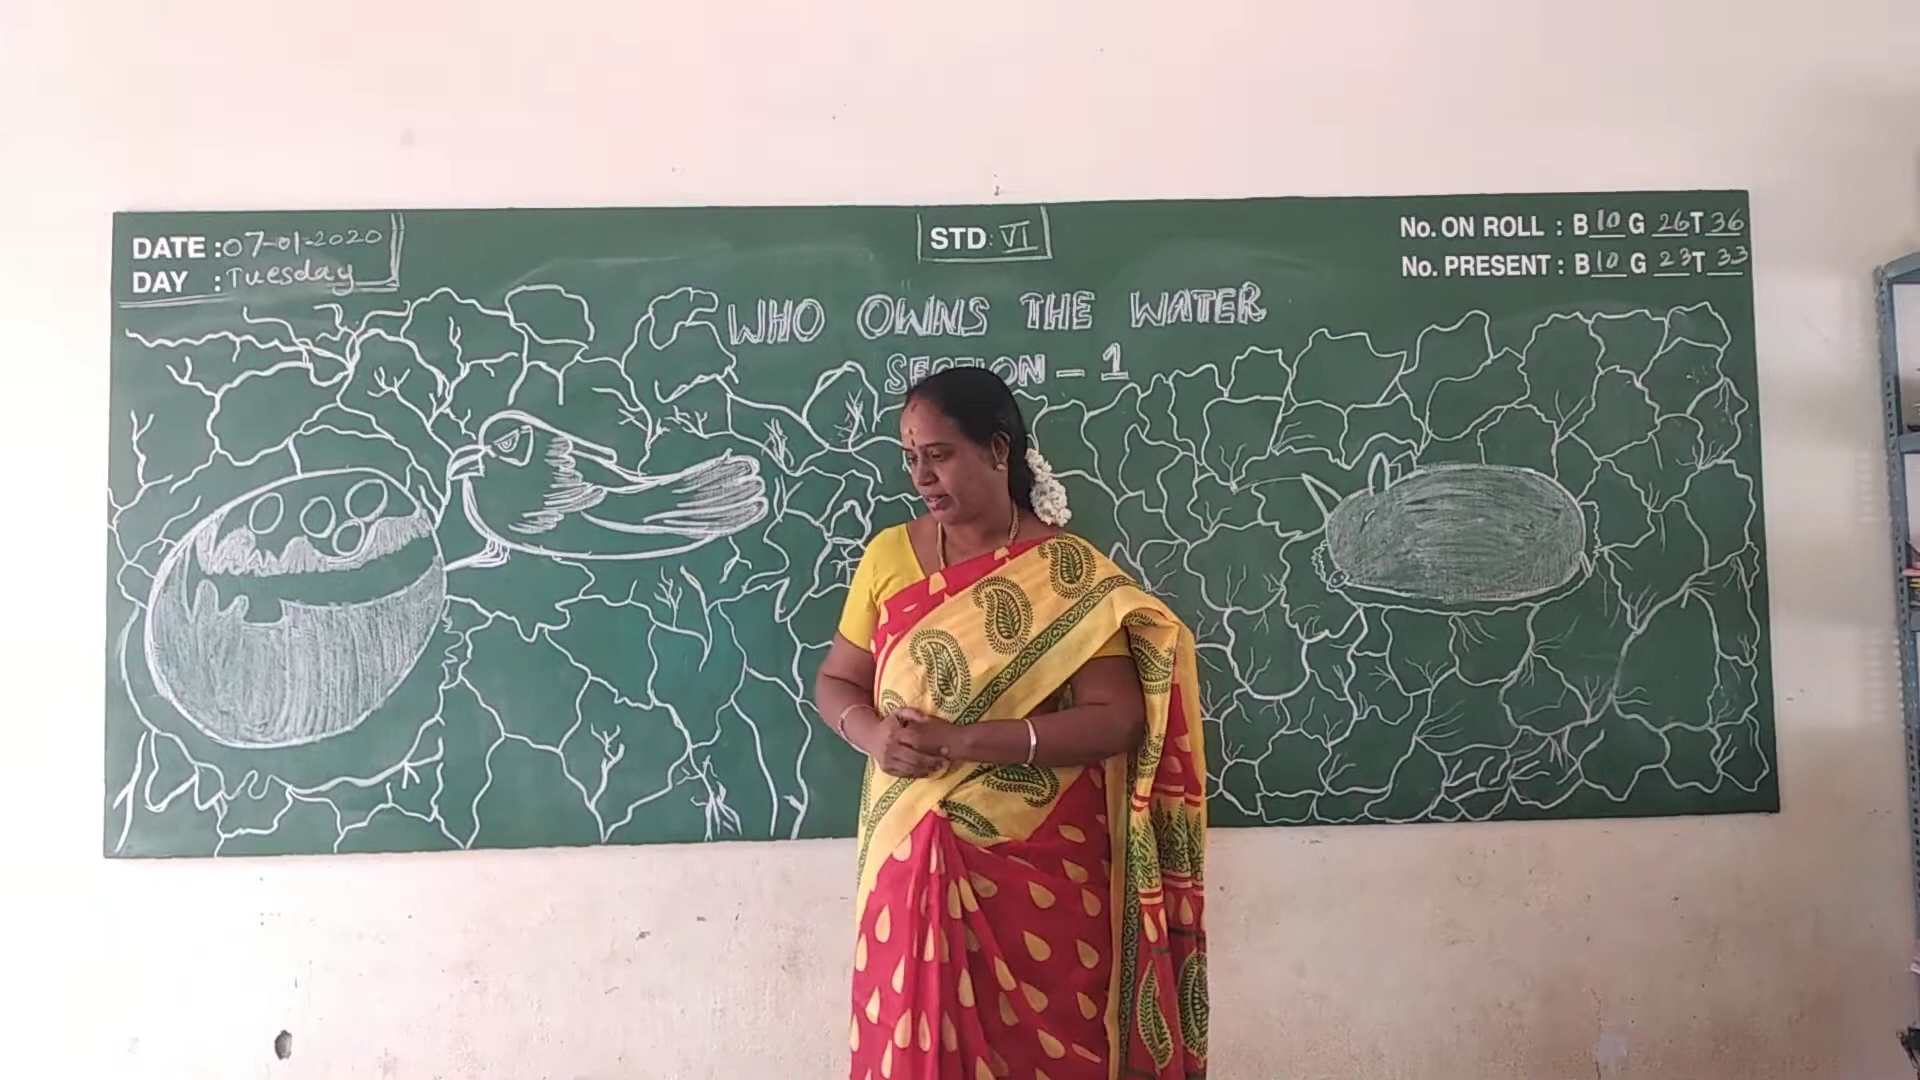 DATE : 07-01-2020
DAY : Tuesday
STD : VI
No. ON ROLL : B 10 G 26 T 36
No. PRESENT : B 10 G 23 T 33
WHO OWNS THE WATER
SECTION - 1